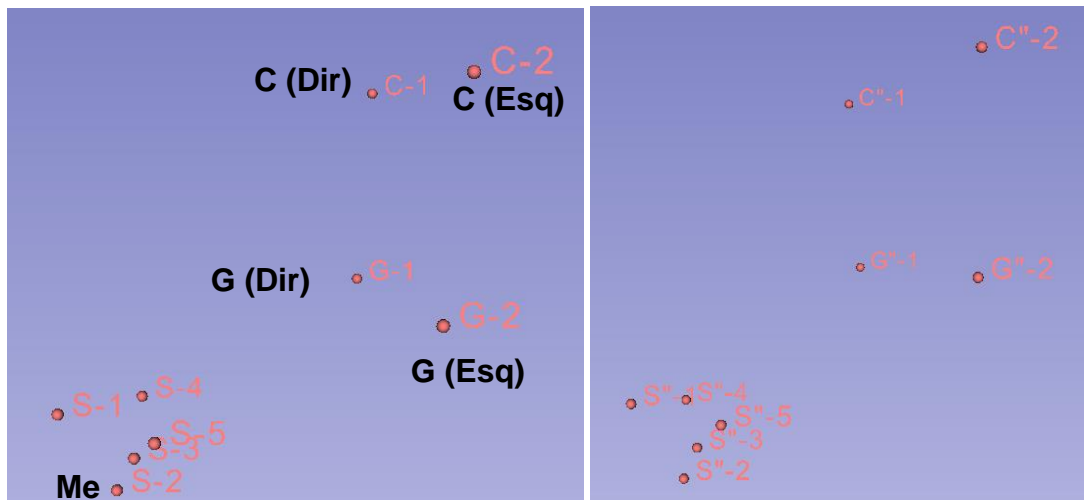 C-2
C (Dir)
C-1
C (Esq)
G (Dir)
G-1
G-2
G (Esq)
S-4
S-1
S-5
S-3
Me
S-2
C"-2
C"-1
G"-1
G"-2
S"-1
S"-4
S"-5
S"-3
S"-2